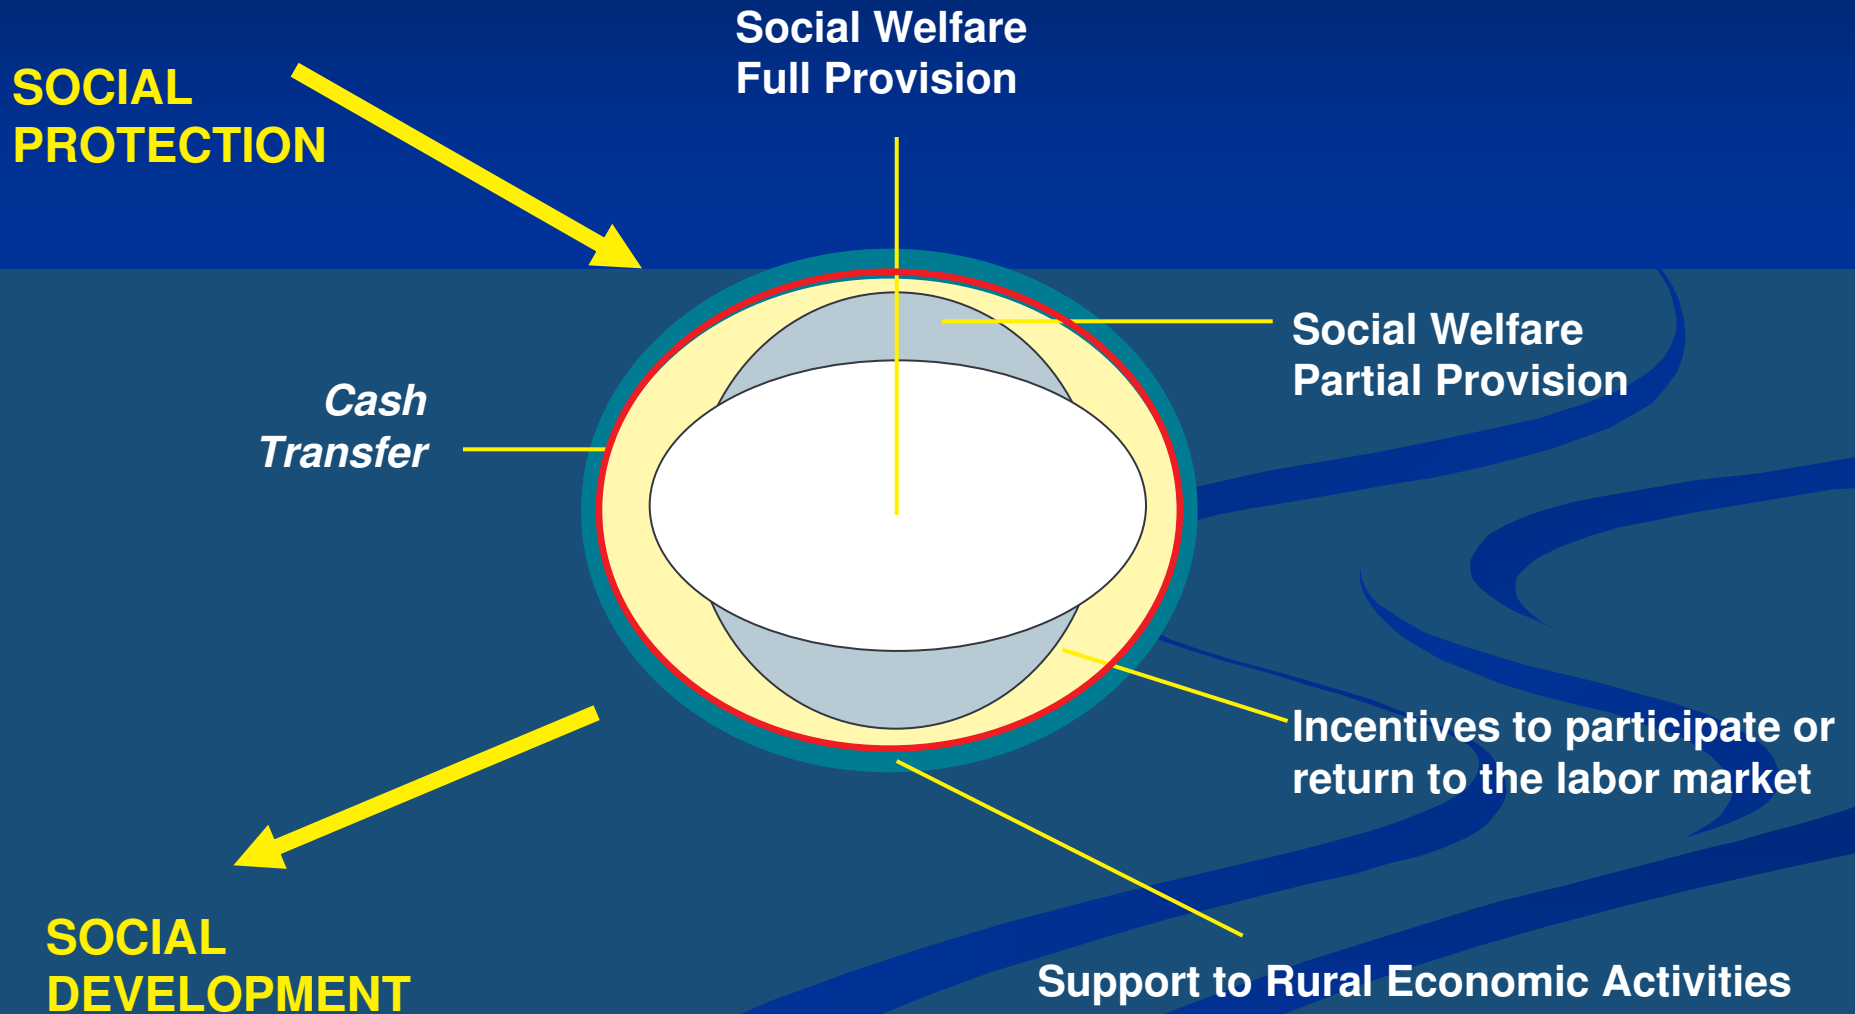 Social Welfare
Full Provision
SOCIAL
PROTECTION
Social Welfare
Partial Provision
Cash
Transfer
Incentives to participate or
return to the labor market
SOCIAL
DEVELOPMENT
Support to Rural Economic Activities